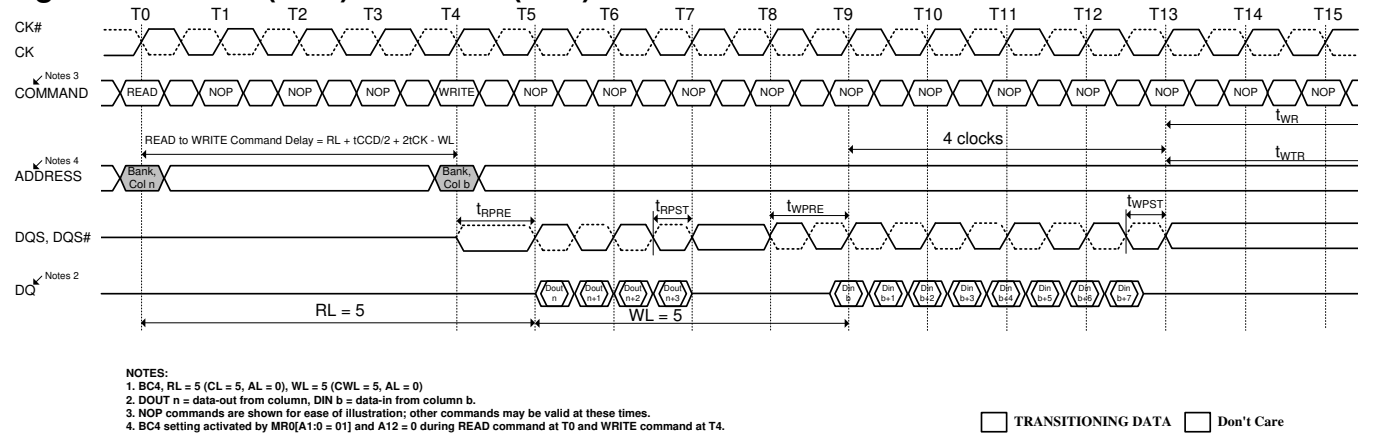 T0 T1 T2 T3 T4 T5 T6 T7 T8 T9 T10 T11 T12 T13 T14 T15
CK#
CK
Notes 3
COMMAND READ NOP NOP NOP WRITE NOP NOP NOP NOP NOP NOP NOP NOP NOP NOP NOP
tWR
READ to WRITE Command Delay = RL + tCCD/2 + 2tCK - WL
4 clocks
tWTR
Notes 4
ADDRESS
Bank, Col n
Bank, Col b
tRPRE tRPST tWPRE tWPST
DQS, DQS#
Notes 2
DQ
Dout n
Dout n+1
Dout n+2
Dout n+3
Din b
Din b+1
Din b+2
Din b+3
Din b+4
Din b+5
Din b+6
Din b+7
RL = 5 WL = 5
NOTES:
1. BC4, RL = 5 (CL = 5, AL = 0), WL = 5 (CWL = 5, AL = 0)
2. DOUT n = data-out from column, DIN b = data-in from column b.
3. NOP commands are shown for ease of illustration; other commands may be valid at these times.
4. BC4 setting activated by MR0[A1:0 = 01] and A12 = 0 during READ command at T0 and WRITE command at T4.
TRANSITIONING DATA Don't Care